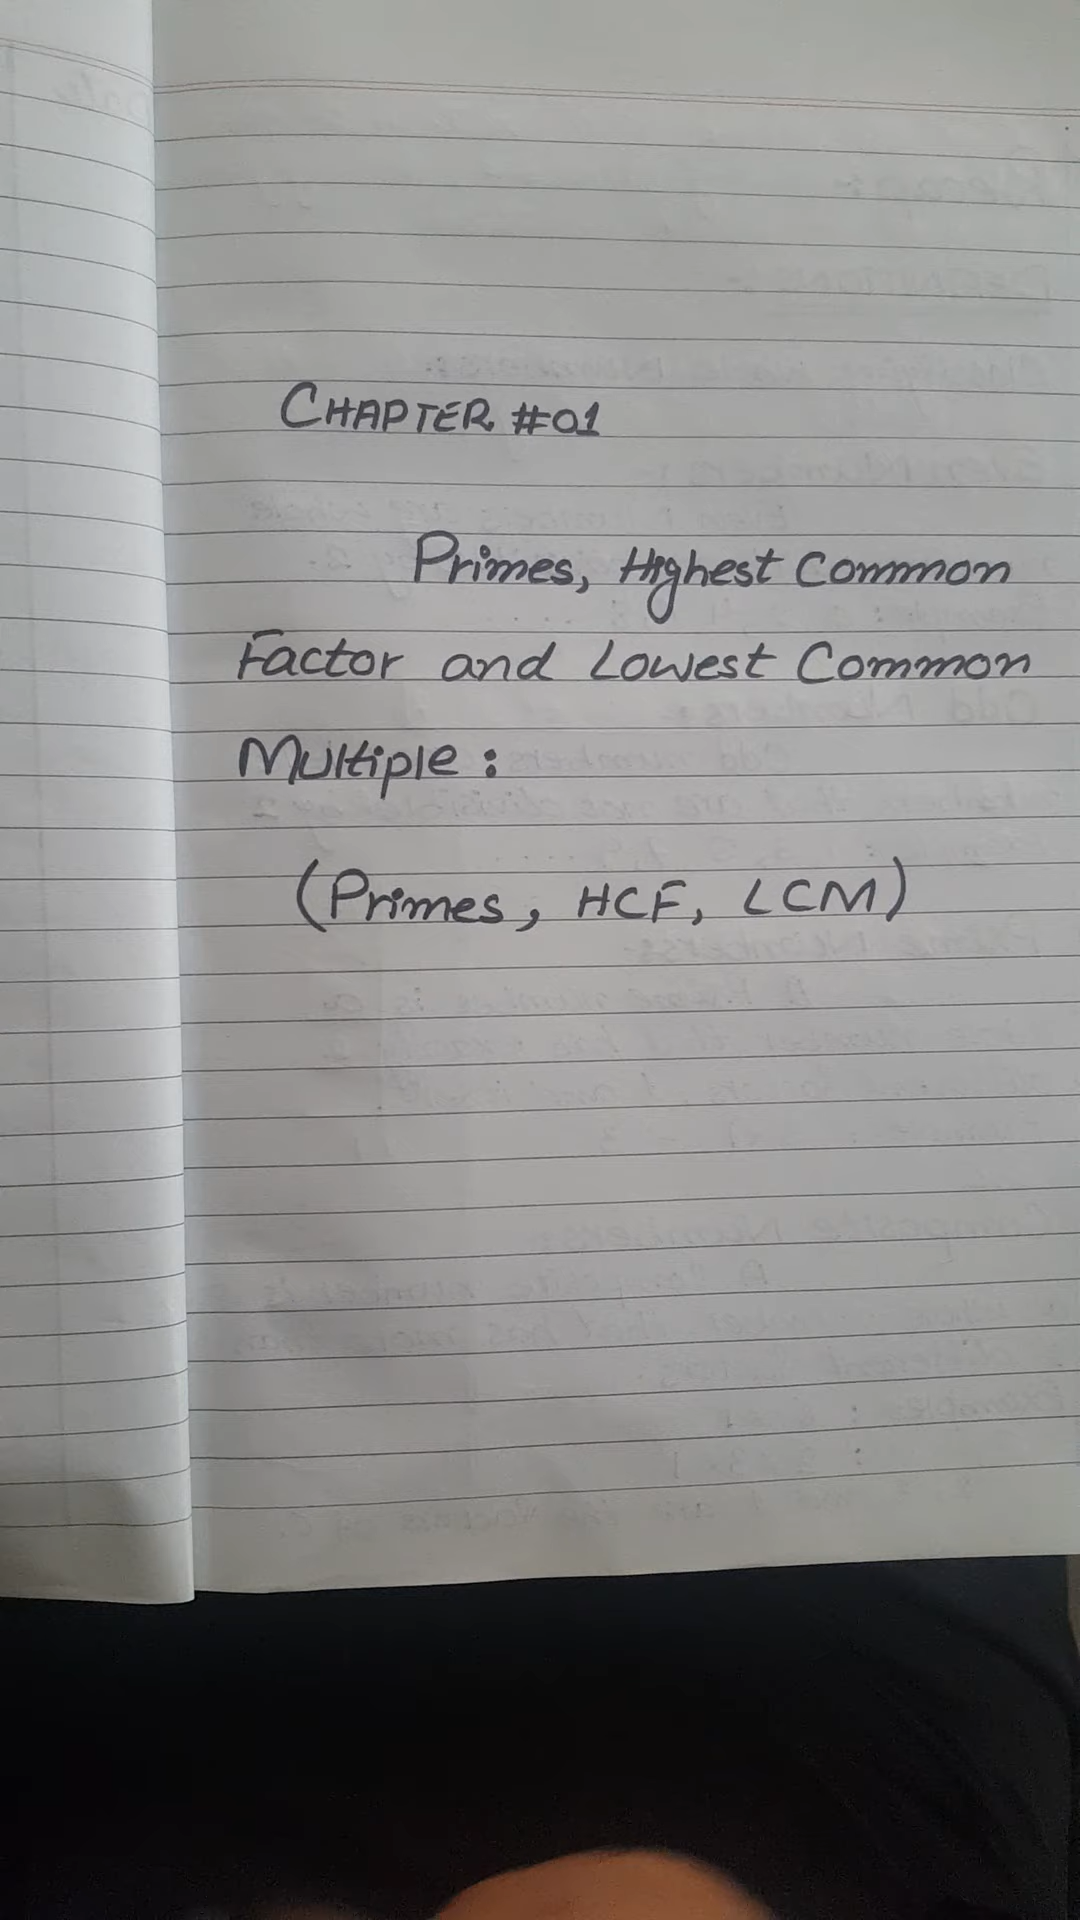 CHAPTER #01
Primes, Highest Common
Factor and Lowest Common
Multiple :
(Primes, HCF, LCM)